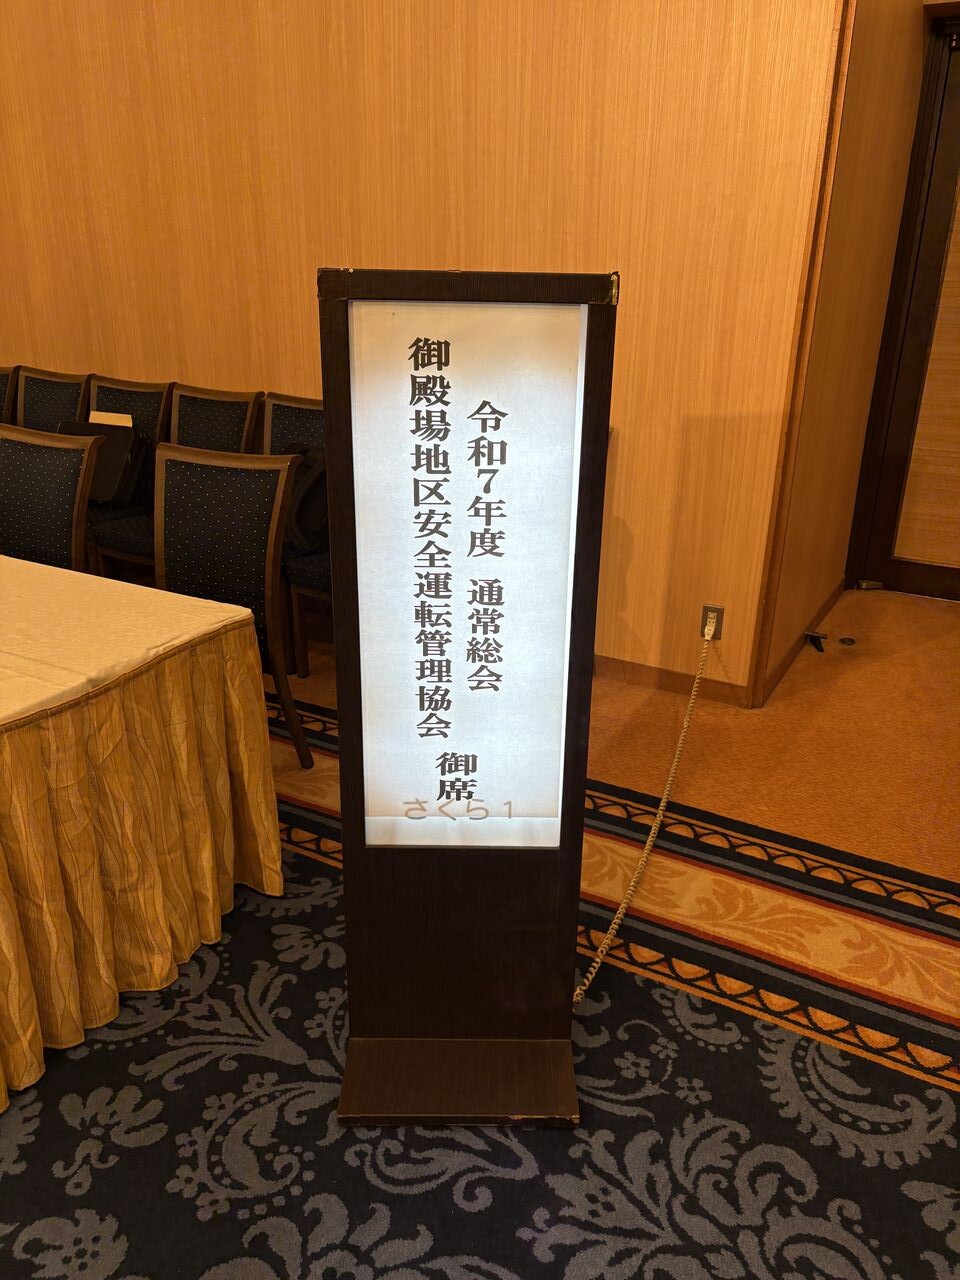 御殿場地区安全運転管理協会
令和7年度 通常総会
御席
さくら1